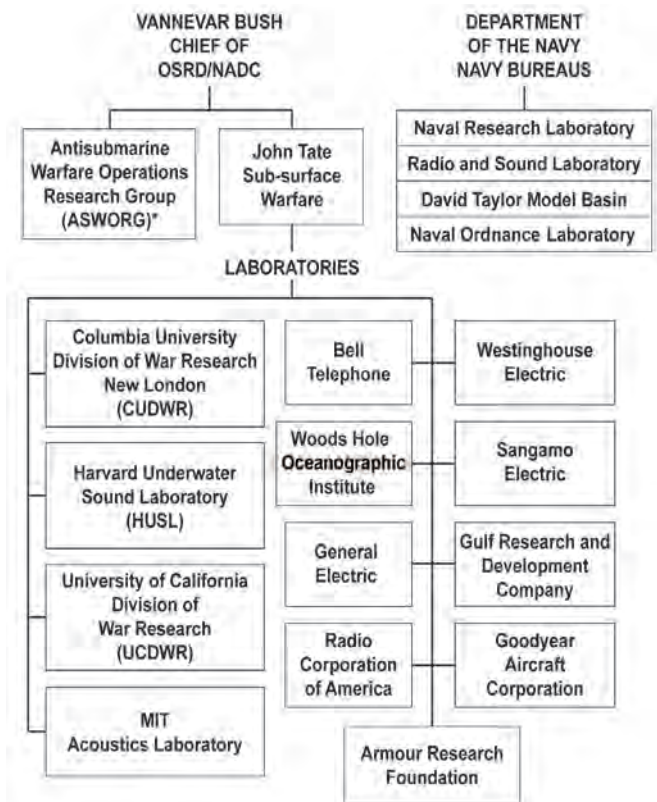 VANNEVAR BUSH
CHIEF OF
OSRD/NADC
DEPARTMENT
OF THE NAVY
NAVY BUREAUS
Antisubmarine
Warfare Operations
Research Group
(ASWORG)*
John Tate
Sub-surface
Warfare
Naval Research Laboratory
Radio and Sound Laboratory
David Taylor Model Basin
Naval Ordnance Laboratory
LABORATORIES
Columbia University
Division of War Research
New London
(CUDWR)
Harvard Underwater
Sound Laboratory
(HUSL)
University of California
Division of
War Research
(UCDWR)
MIT
Acoustics Laboratory
Bell
Telephone
Westinghouse
Electric
Woods Hole
Oceanographic
Institute
Sangamo
Electric
General
Electric
Gulf Research and
Development
Company
Radio
Corporation
of America
Goodyear
Aircraft
Corporation
Armour Research
Foundation